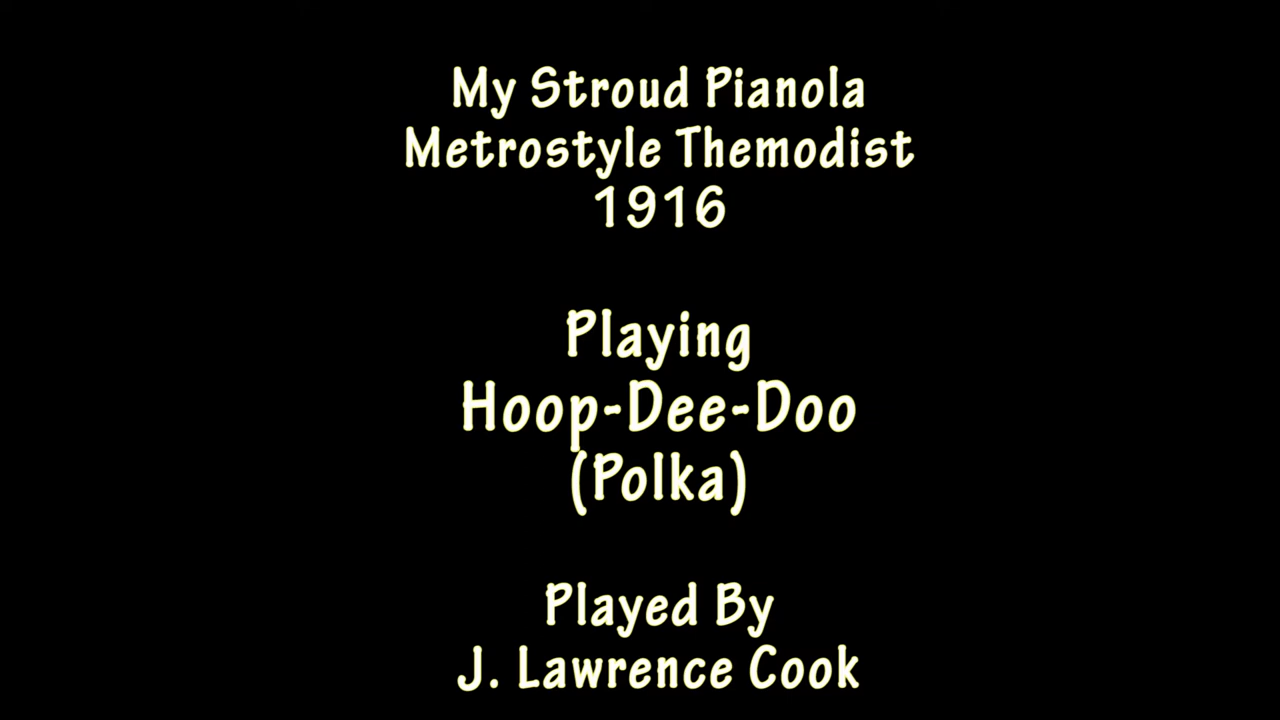 My Stroud Pianola
Metrostyle Themodist
1916
Playing
Hoop-Dee-Doo
(Polka)
Played By
J. Lawrence Cook